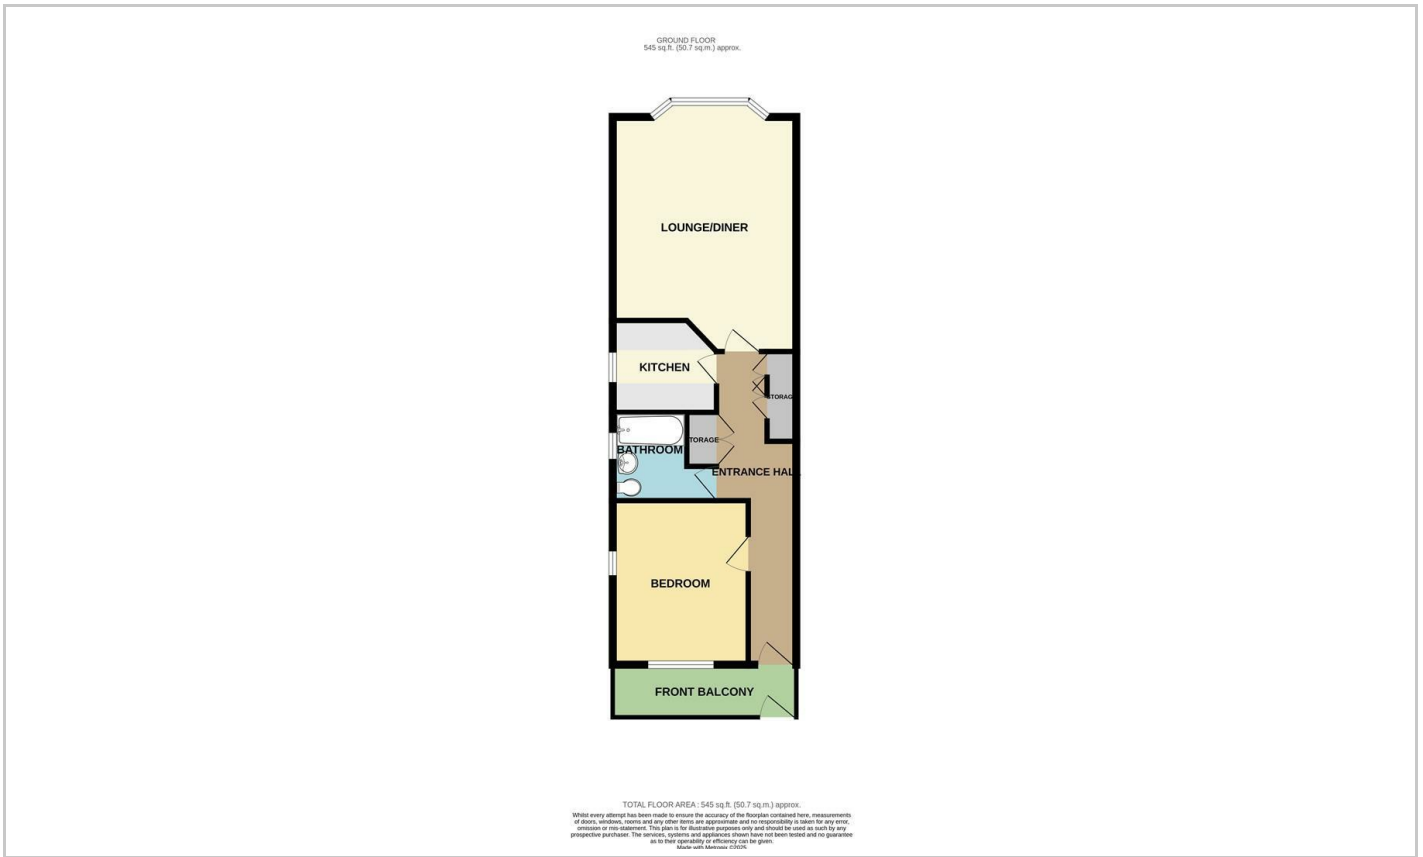 GROUND FLOOR
545 sq.ft. (50.7 sq.m.) approx.
LOUNGE/DINER
KITCHEN
STORAG
TORAGE
BATHROOM
ENTRANCE HALL
BEDROOM
FRONT BALCONY
TOTAL FLOOR AREA : 545 sq.ft. (50.7 sq.m.) approx.
Whilst every attempt has been made to ensure the accuracy of the floorplan contained here, measurements
of doors, windows, rooms and any other items are approximate and no responsibility is taken for any error,
omission or mis-statement. This plan is for illustrative purposes only and should be used as such by any
prospective purchaser. The services, systems and appliances shown have not been tested and no guarantee
as to their operability or efficiency can be given.
Made with Metropix ©2025